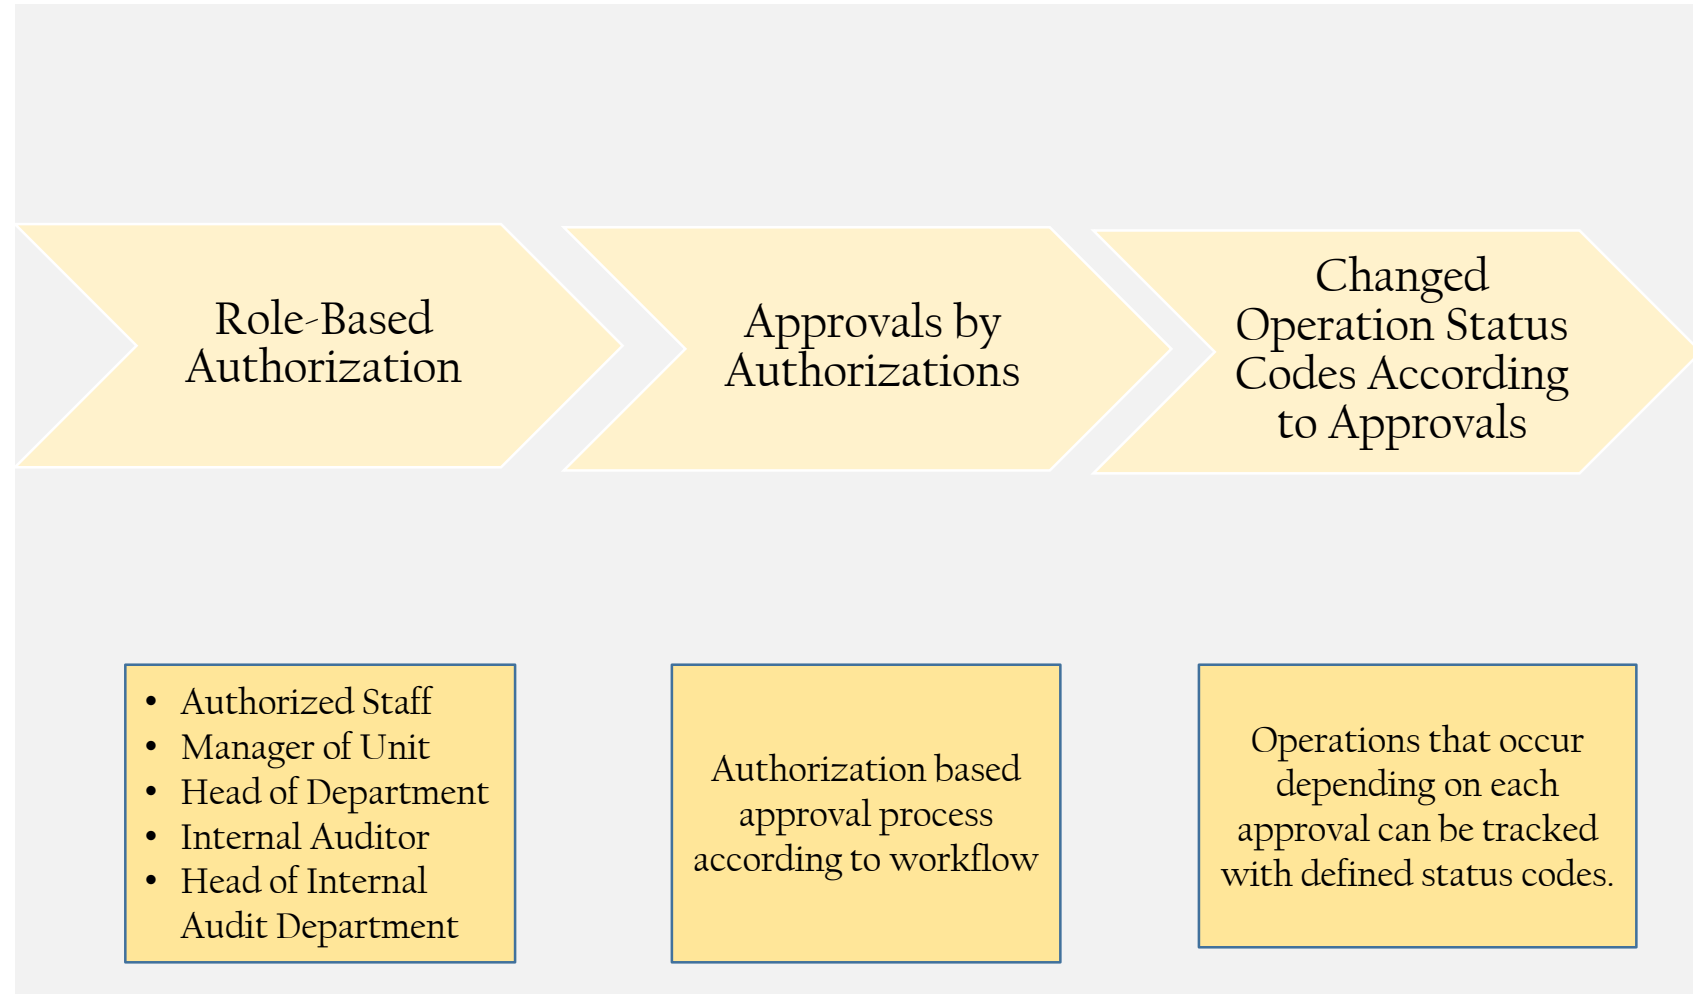 Role-Based
Authorization
Approvals by
Authorizations
Changed
Operation Status
Codes According
to Approvals
• Authorized Staff
• Manager of Unit
• Head of Department
• Internal Auditor
• Head of Internal
Audit Department
Authorization based
approval process
according to workflow
Operations that occur
depending on each
approval can be tracked
with defined status codes.